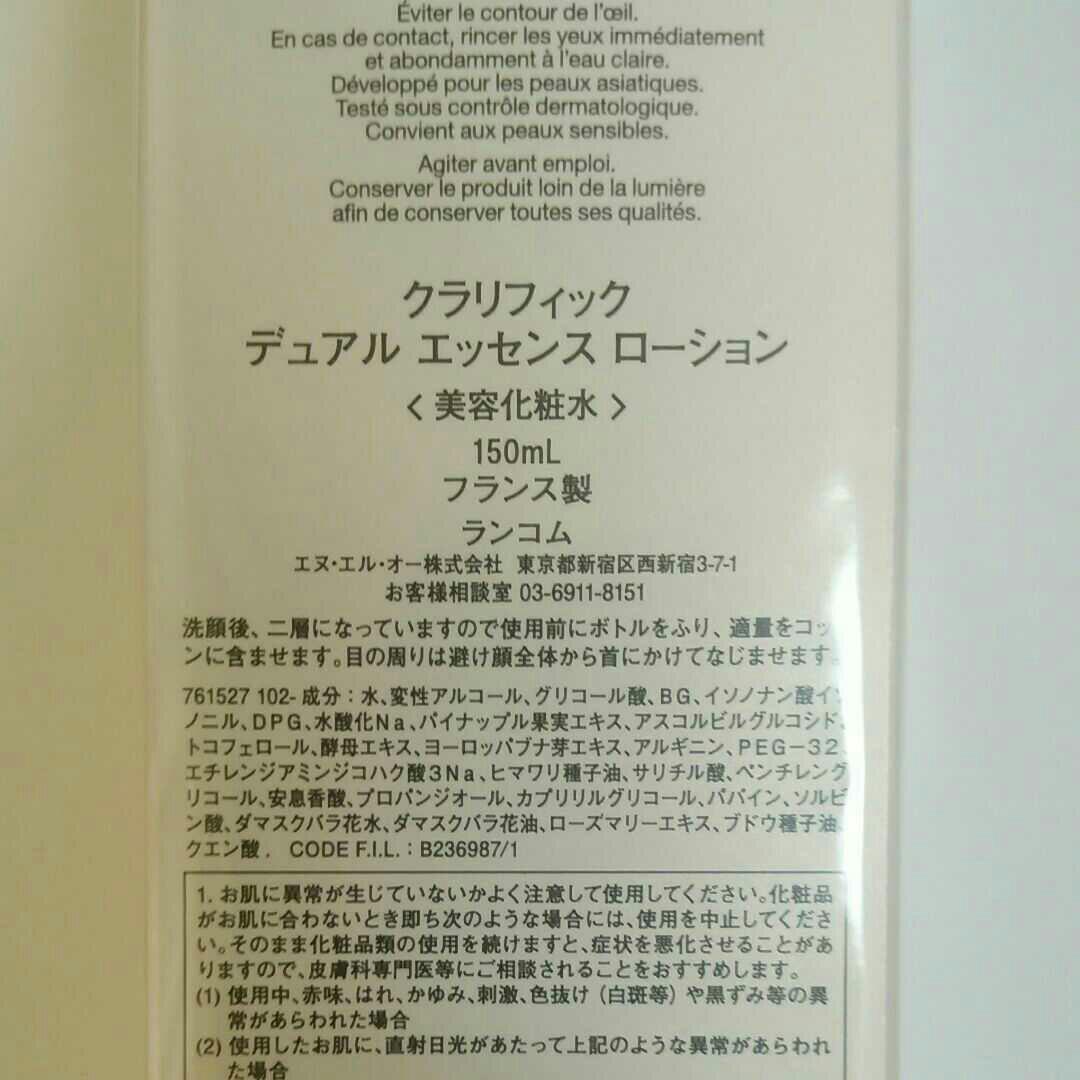 Éviter le contour de l'œil.
En cas de contact, rincer les yeux immédiatement
et abondamment à l'eau claire.
Développé pour les peaux asiatiques.
Testé sous contrôle dermatologique.
Convient aux peaux sensibles.
Agiter avant emploi.
Conserver le produit loin de la lumière
afin de conserver toutes ses qualités.
クラリフィック
デュアル エッセンス ローション
< 美容化粧水 >
150mL
フランス製
ランコム
エヌ・エル・オー株式会社 東京都新宿区西新宿3-7-1
お客様相談室 03-6911-8151
洗顔後、二層になっていますので使用前にボトルをふり、適量をコッ
ンに含ませます。目の周りは避け顔全体から首にかけてなじませます。
761527 102- 成分：水、変性アルコール、グリコール酸、BG、イソノナン酸イソ
ノニル、DPG、水酸化Na、パイナップル果実エキス、アスコルビルグルコシド、
トコフェロール、酵母エキス、ヨーロッパブナ芽エキス、アルギニン、PEG-32、
エチレンジアミンジコハク酸3Na、ヒマワリ種子油、サリチル酸、ペンチレング
リコール、安息香酸、プロパンジオール、カプリリルグリコール、パパイン、ソルビ
ン酸、ダマスクバラ花水、ダマスクバラ花油、ローズマリーエキス、ブドウ種子油、
クエン酸． CODE F.I.L.：B236987/1
1. お肌に異常が生じていないかよく注意して使用してください。化粧品
がお肌に合わないとき即ち次のような場合には、使用を中止してくださ
い。そのまま化粧品類の使用を続けますと、症状を悪化させることがあ
りますので、皮膚科専門医等にご相談されることをおすすめします。
(1) 使用中、赤味、はれ、かゆみ、刺激、色抜け（白斑等）や黒ずみ等の異
常があらわれた場合
(2) 使用したお肌に、直射日光があたって上記のような異常があらわれ
た場合